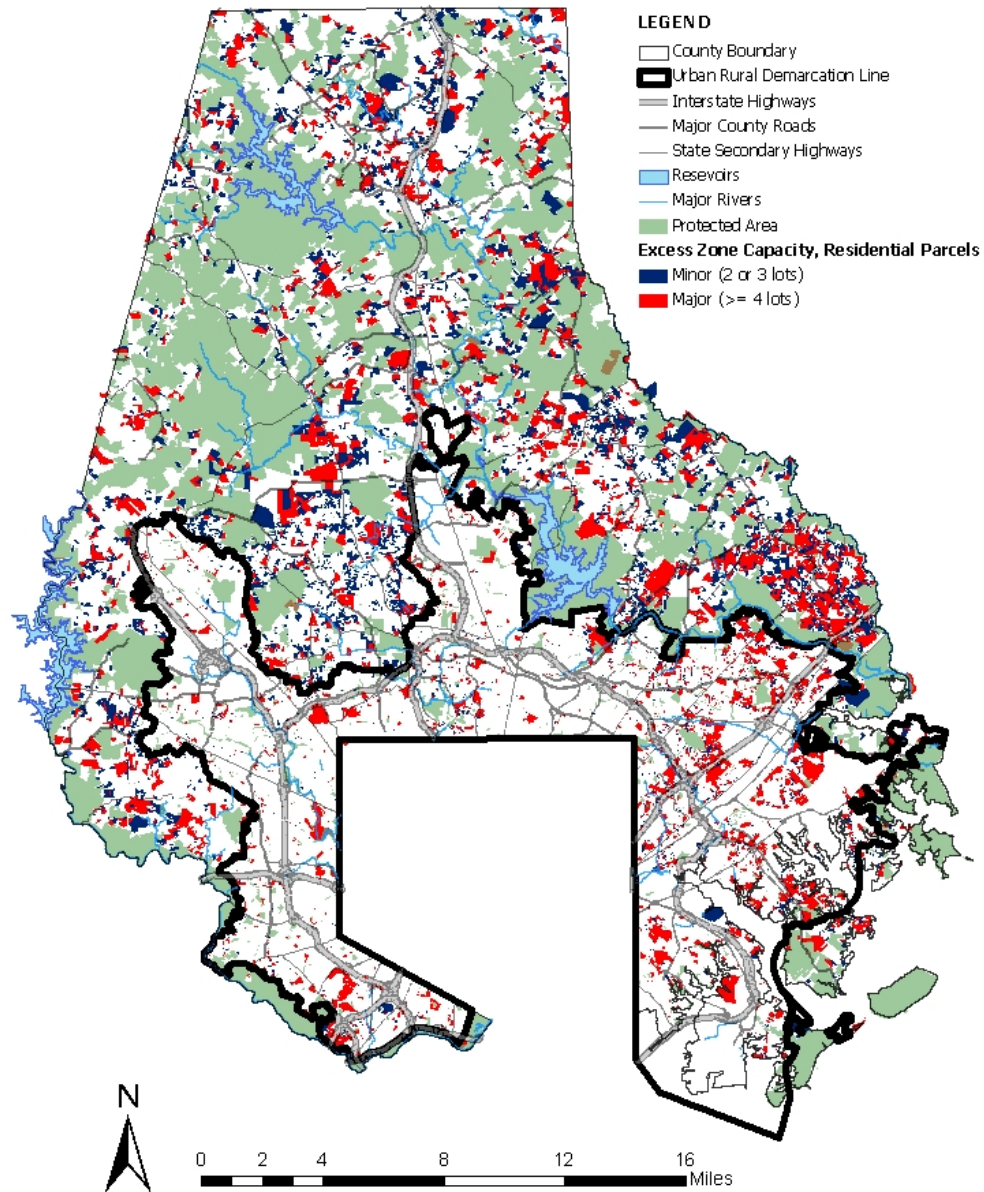 LEGEND
County Boundary
Urban Rural Demarcation Line
Interstate Highways
Major County Roads
State Secondary Highways
Resevoirs
Major Rivers
Protected Area
Excess Zone Capacity, Residential Parcels
Minor (2 or 3 lots)
Major (>= 4 lots)
N
0 2 4 8 12 16
Miles